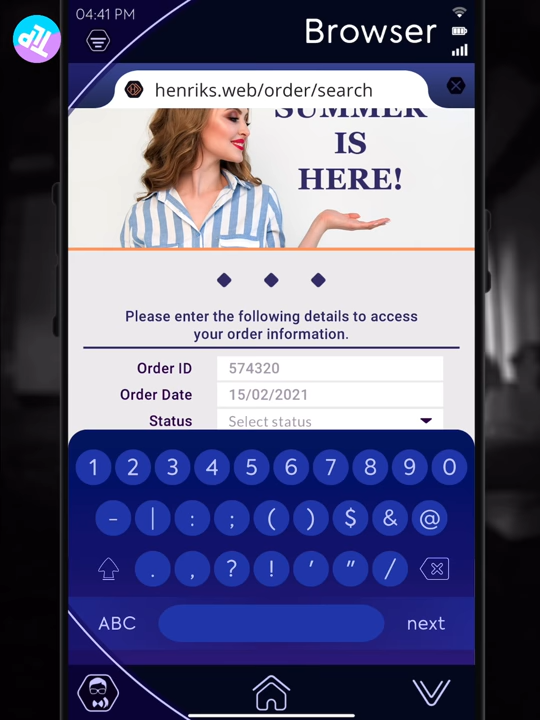 04:41 PM
Browser
henriks.web/order/search
SUMMER
IS
HERE!
Please enter the following details to access
your order information.
Order ID 574320
Order Date 15/02/2021
Status Select status
1 2 3 4 5 6 7 8 9 0
- | : ; ( ) $ & @
. , ? ! ' " /
ABC next